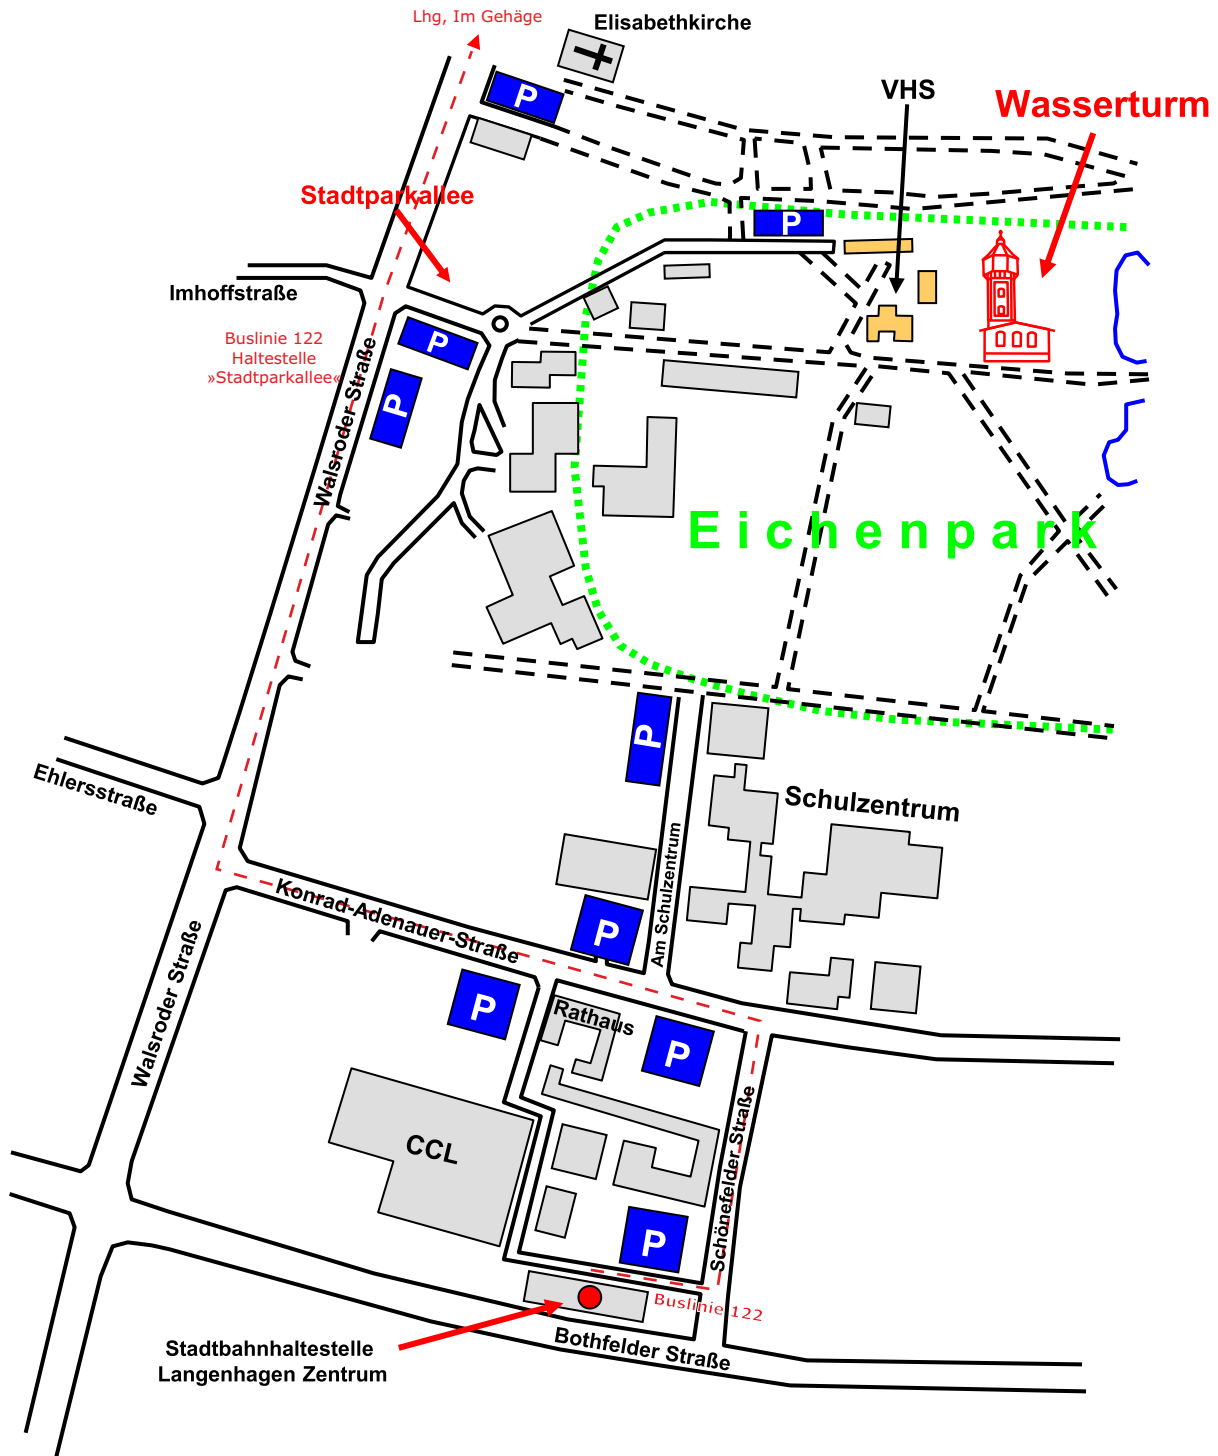 Lhg, Im Gehäge
Elisabethkirche
P
VHS
Wasserturm
Stadtparkallee
P
Imhoffstraße
Buslinie 122
Haltestelle
»Stadtparkallee«
P
P
Walsroder Straße
Eichenpark
P
Ehlersstraße
Schulzentrum
Am Schulzentrum
Konrad-Adenauer-Straße
P
Walsroder Straße
P
Rathaus
P
CCL
Schönefelder Straße
P
Buslinie 122
Stadtbahnhaltestelle
Langenhagen Zentrum
Bothfelder Straße